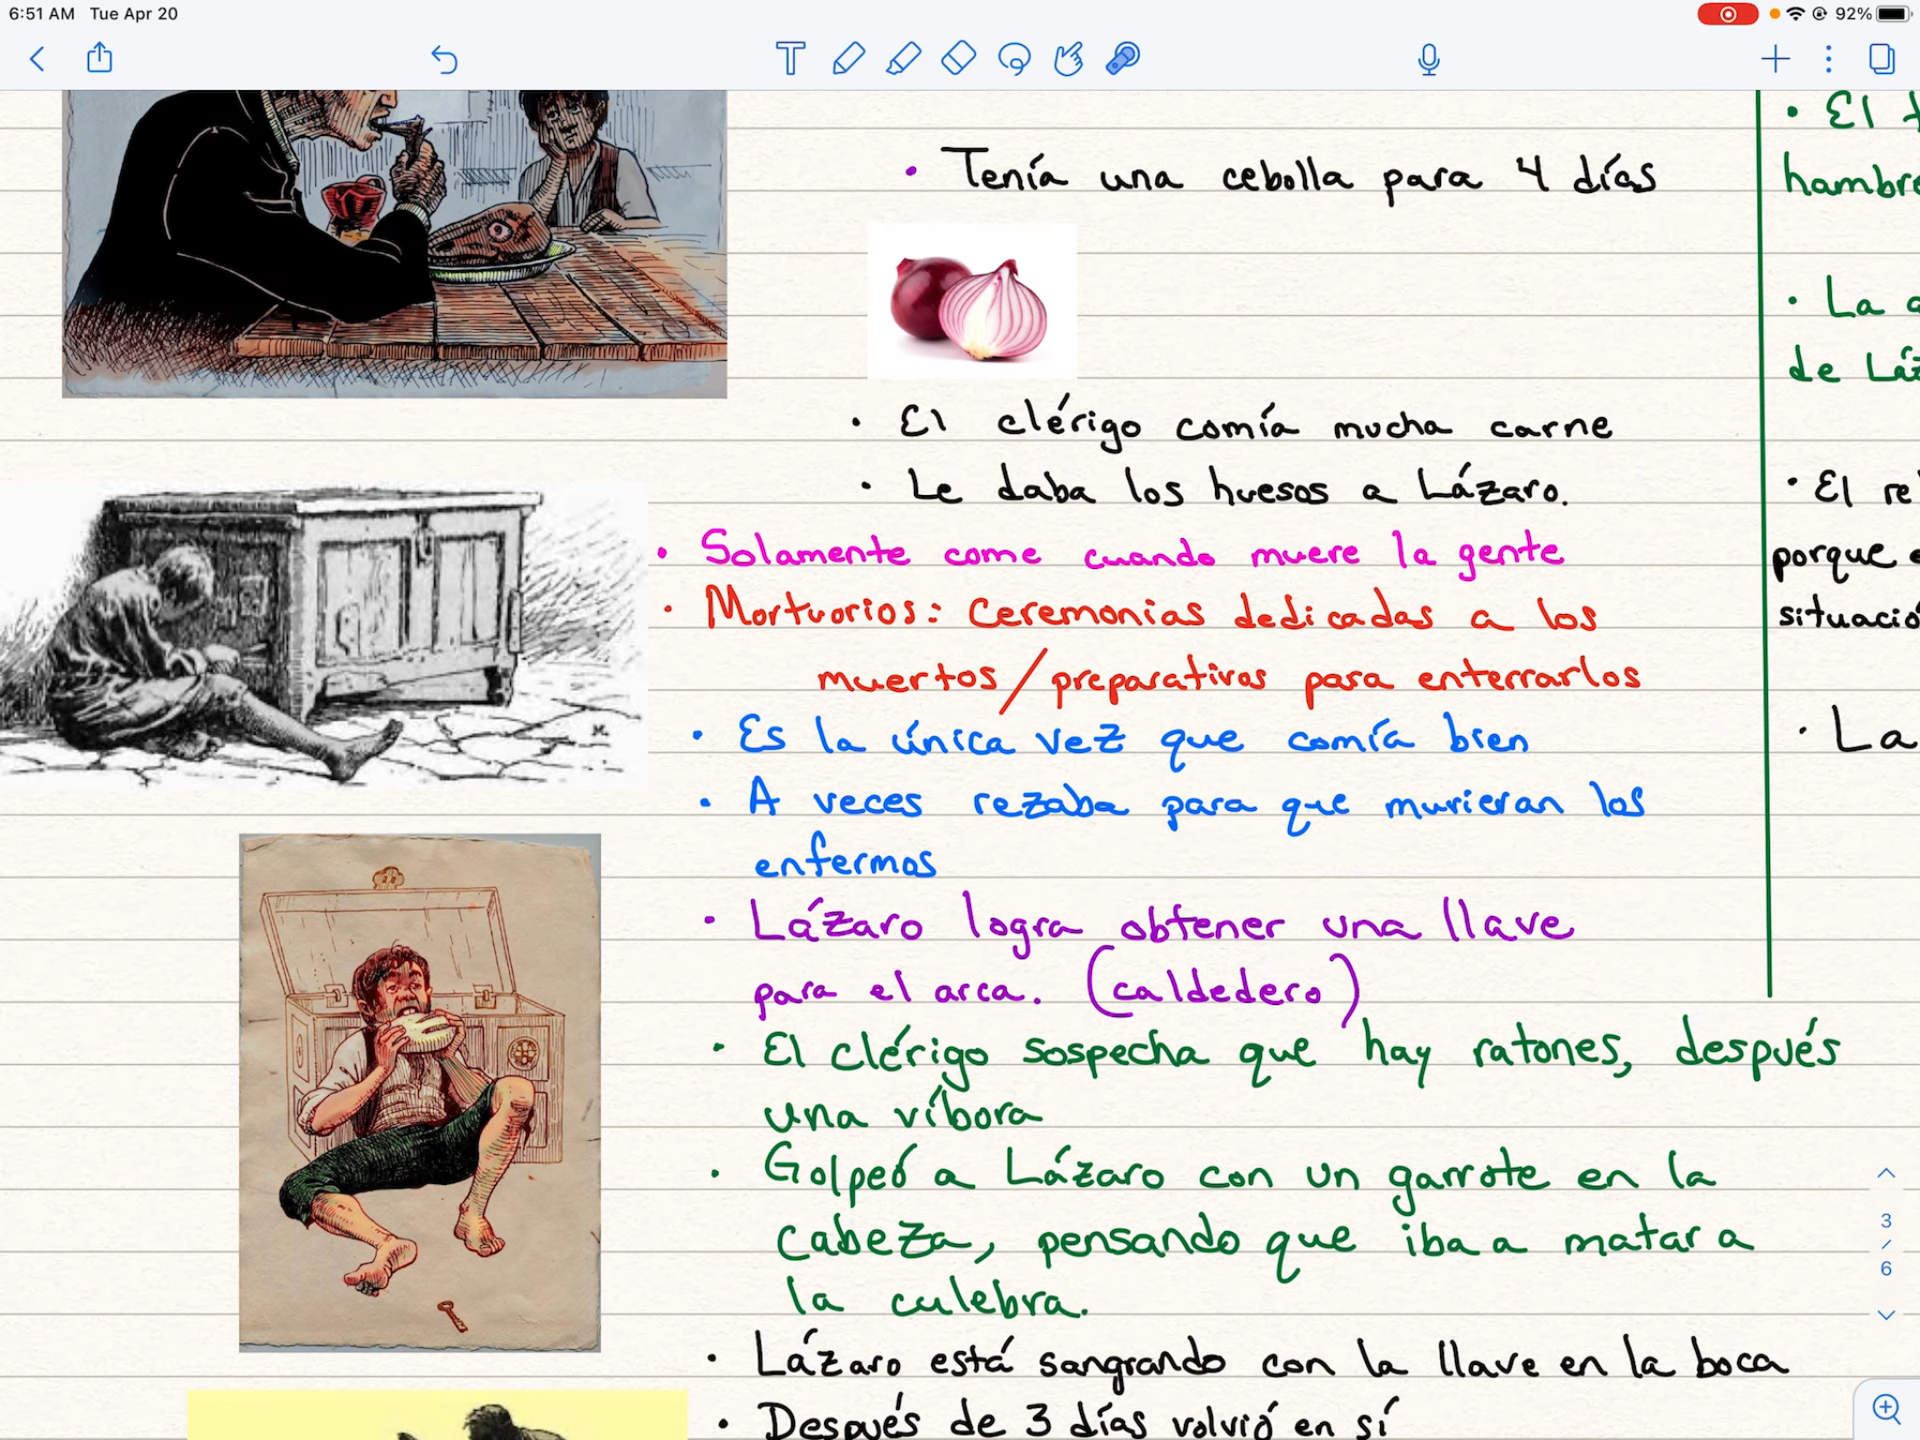 6:51 AM Tue Apr 20
92%
T
• Tenía una cebolla para 4 días
• El clérigo comía mucha carne
• Le daba los huesos a Lázaro.
• Solamente come cuando muere la gente
• Mortuorios: Ceremonias dedicadas a los
muertos/preparativos para enterrarlos
• Es la única vez que comía bien
• A veces rezaba para que murieran los
enfermos
• Lázaro logra obtener una llave
para el arca. (caldedero)
• El clérigo sospecha que hay ratones, después
una víbora
• Golpeó a Lázaro con un garrote en la
cabeza, pensando que iba a matar a
la culebra.
• Lázaro está sangrando con la llave en la boca
• Después de 3 días volvió en sí
• El
hambre
• La
de Láz
• El re
porque
situació
• La
3
/
6